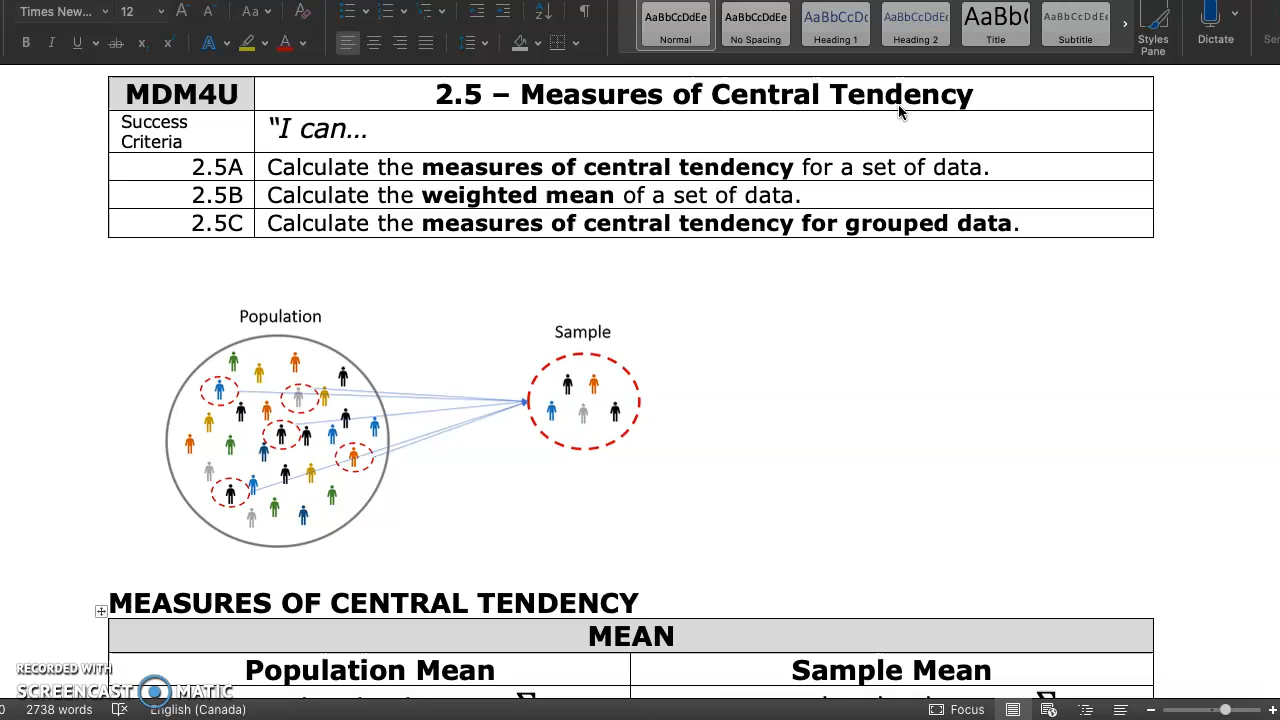 Times New... 12 A A Aa A AaBbCcDdEe AaBbCcDdEe AaBbCcDc AaBbCcDdEe AaBb( AaBbCcDdEe
B I U ab x A A Normal No Spacing Heading 1 Heading 2 Title Subtitle Styles Pane Dictate
MDM4U 2.5 – Measures of Central Tendency
Success Criteria "I can…
2.5A Calculate the measures of central tendency for a set of data.
2.5B Calculate the weighted mean of a set of data.
2.5C Calculate the measures of central tendency for grouped data.
Population
Sample
MEASURES OF CENTRAL TENDENCY
MEAN
Population Mean Sample Mean
RECORDED WITH
SCREENCAST MATIC
2738 words English (Canada) Focus